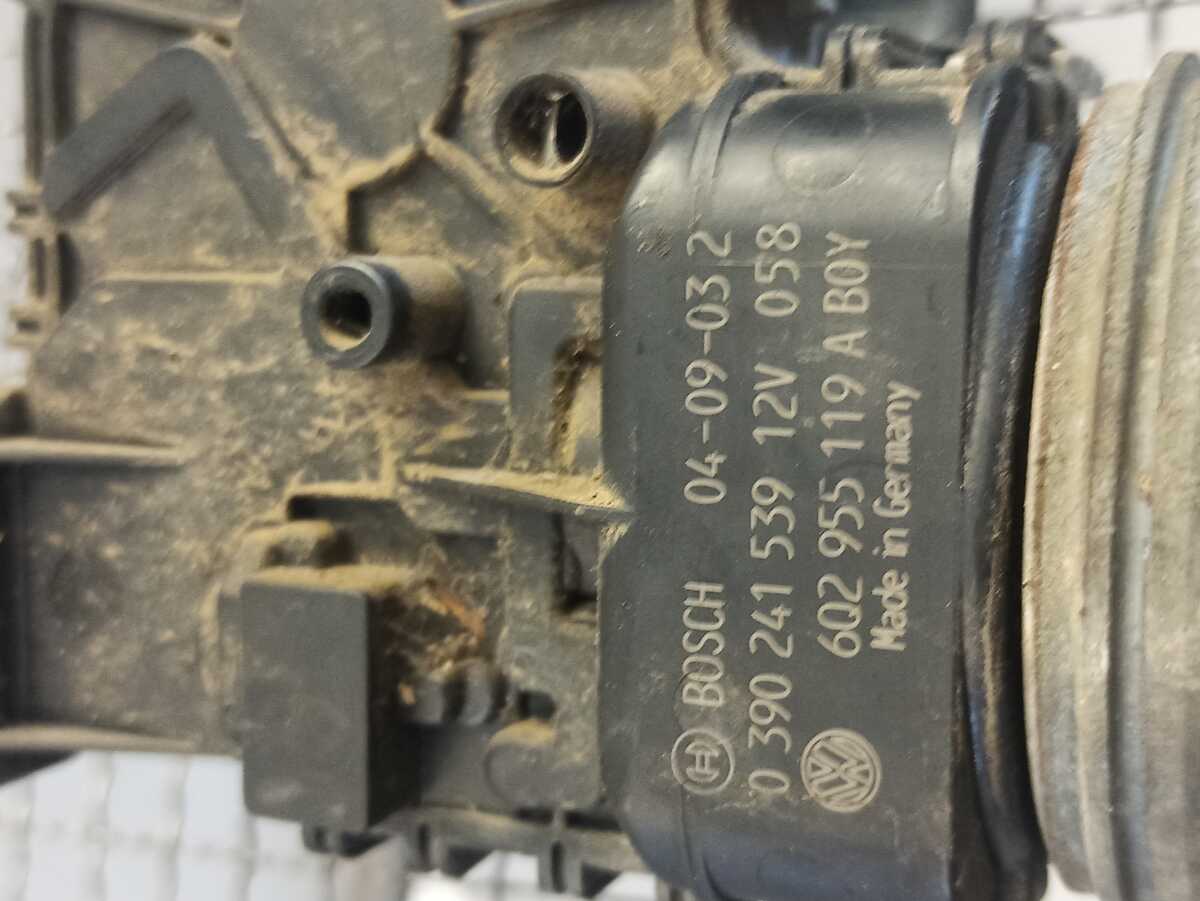 BOSCH 04-09-03 2
0 390 241 539 12V 058
6Q2 955 119 A B0Y
Made in Germany